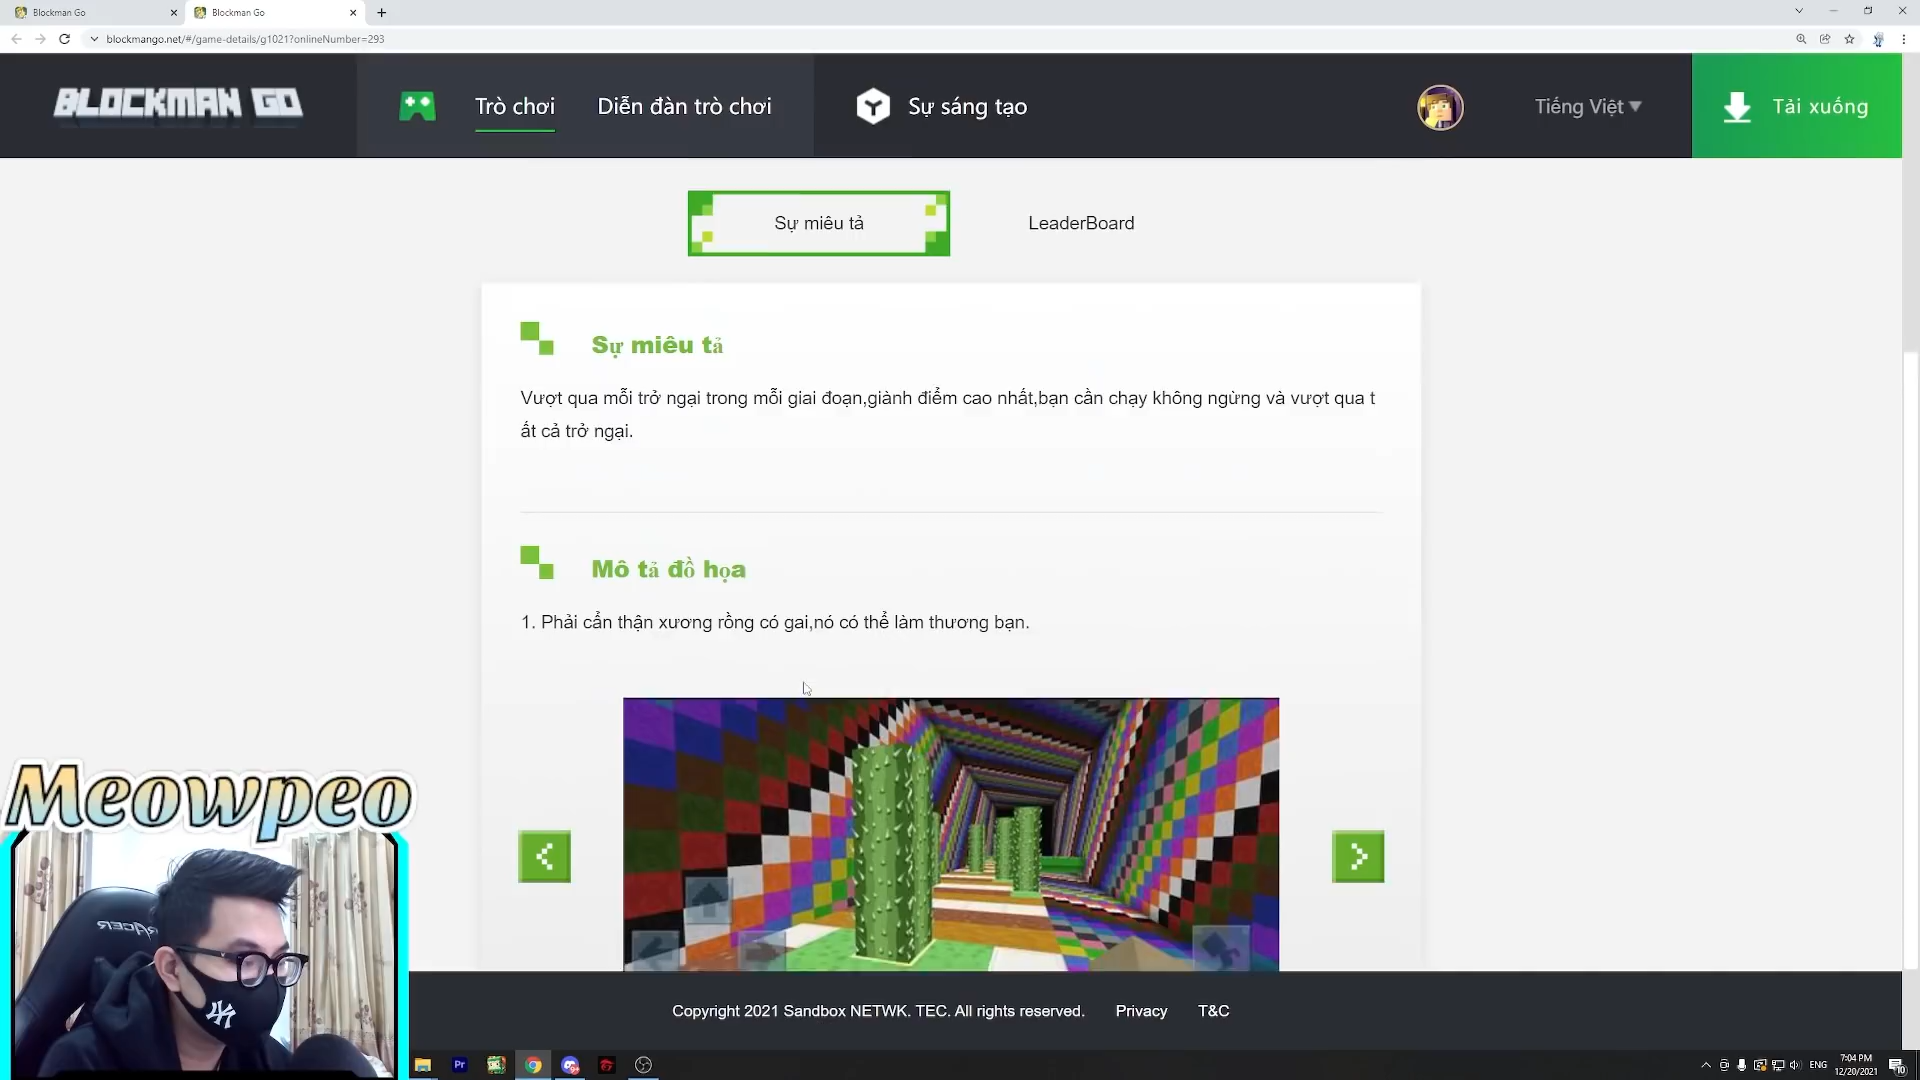 Blockman Go
Blockman Go
blockmango.net/#/game-details/g1021?onlineNumber=293
BLOCKMAN GO
Trò chơi
Diễn đàn trò chơi
Sự sáng tạo
Tiếng Việt
Tải xuống
Sự miêu tả
LeaderBoard
Sự miêu tả
Vượt qua mỗi trở ngại trong mỗi giai đoạn,giành điểm cao nhất,bạn cần chạy không ngừng và vượt qua t
ất cả trở ngại.
Mô tả đồ họa
1. Phải cẩn thận xương rồng có gai,nó có thể làm thương bạn.
Meowpeo
Copyright 2021 Sandbox NETWK. TEC. All rights reserved.
Privacy
T&C
Pr
ENG
7:04 PM
12/20/2021
10